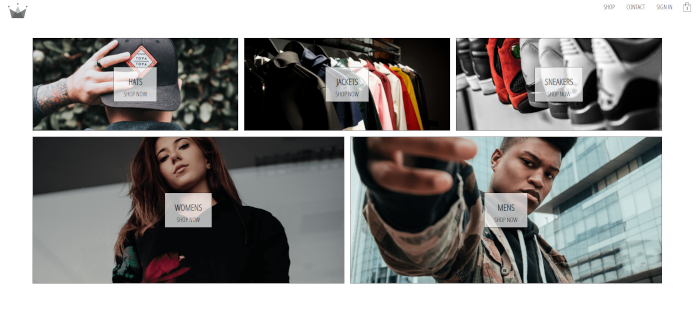 SHOP
CONTACT
SIGN IN
HATS
SHOP NOW
JACKETS
SHOP NOW
SNEAKERS
SHOP NOW
WOMENS
SHOP NOW
MENS
SHOP NOW